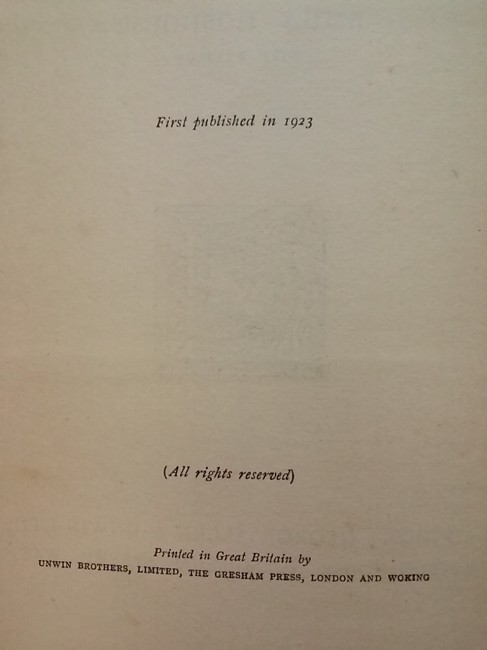 First published in 1923
(All rights reserved)
Printed in Great Britain by
UNWIN BROTHERS, LIMITED, THE GRESHAM PRESS, LONDON AND WOKING